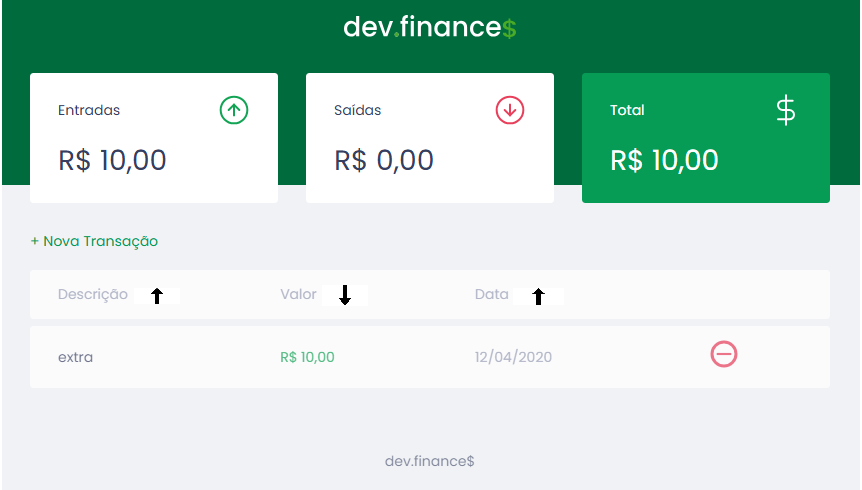 dev.finance$
Entradas
R$ 10,00
Saídas
R$ 0,00
Total
$
R$ 10,00
+ Nova Transação
Descrição Valor Data
extra R$ 10,00 12/04/2020
dev.finance$